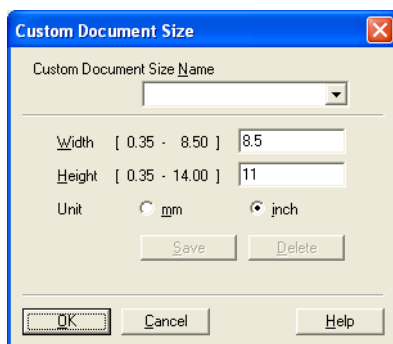 Custom Document Size
Custom Document Size Name
Width [ 0.35 - 8.50 ] 8.5
Height [ 0.35 - 14.00 ] 11
Unit mm inch
Save Delete
OK Cancel Help